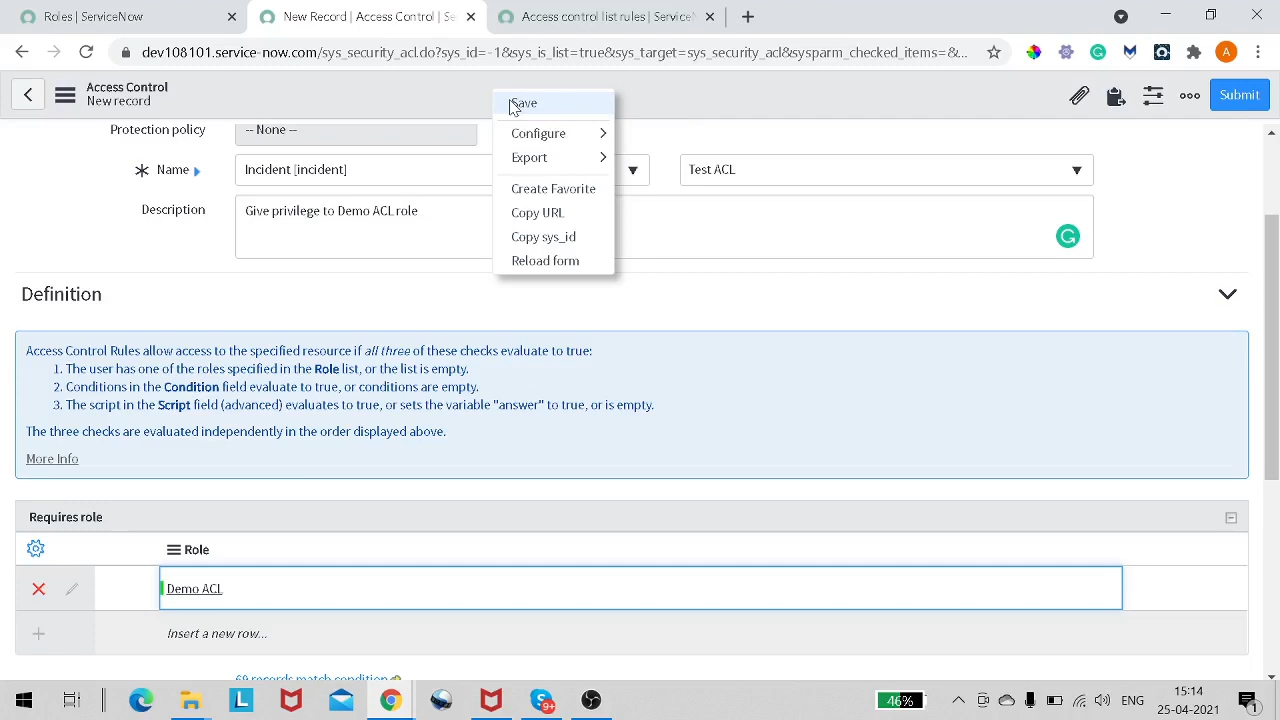 Roles | ServiceNow
New Record | Access Control | Se
Access control list rules | ServiceN
dev108101.service-now.com/sys_security_acl.do?sys_id=-1&sys_is_list=true&sys_target=sys_security_acl&sysparm_checked_items=&...
A
Access Control
New record
Submit
Save
Configure
Export
Create Favorite
Copy URL
Copy sys_id
Reload form
Protection policy
-- None --
Name
Incident [incident]
Test ACL
Description
Give privilege to Demo ACL role
Definition
Access Control Rules allow access to the specified resource if all three of these checks evaluate to true:
1. The user has one of the roles specified in the Role list, or the list is empty.
2. Conditions in the Condition field evaluate to true, or conditions are empty.
3. The script in the Script field (advanced) evaluates to true, or sets the variable "answer" to true, or is empty.
The three checks are evaluated independently in the order displayed above.
More Info
Requires role
Role
Demo ACL
Insert a new row...
69 records match condition
46%
ENG
15:14
25-04-2021